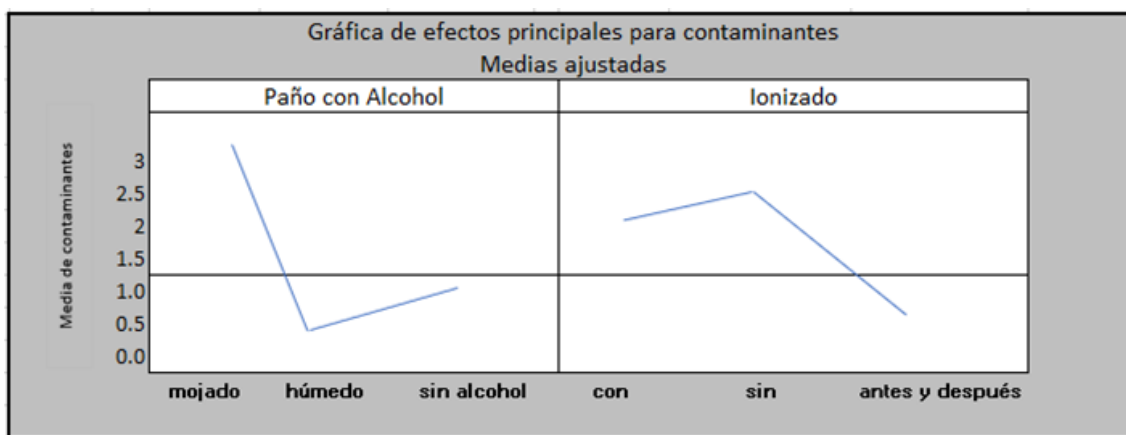 Gráfica de efectos principales para contaminantes
Medias ajustadas
Paño con Alcohol
Ionizado
Media de contaminantes
3
2.5
2
1.5
1.0
0.5
0.0
mojado húmedo sin alcohol con sin antes y después